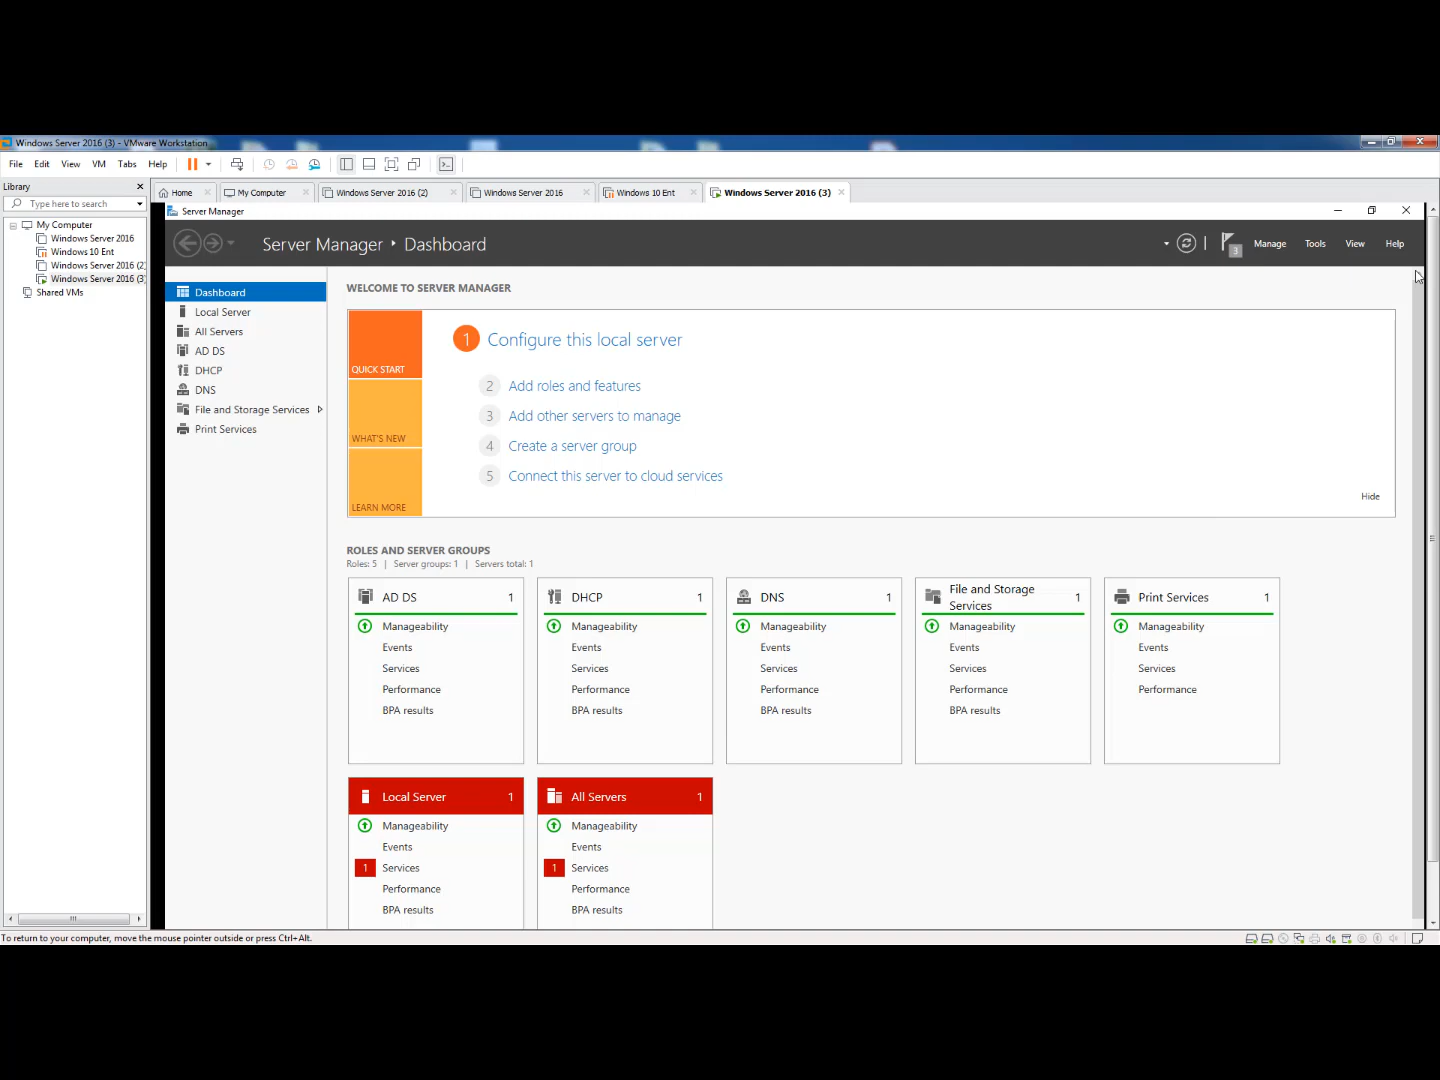 Windows Server 2016 (3) - VMware Workstation
File Edit View VM Tabs Help
Library
Type here to search
My Computer
Windows Server 2016
Windows 10 Ent
Windows Server 2016 (2)
Windows Server 2016 (3)
Shared VMs
Home My Computer Windows Server 2016 (2) Windows Server 2016 Windows 10 Ent Windows Server 2016 (3)
Server Manager
Server Manager Dashboard
3 Manage Tools View Help
Dashboard
Local Server
All Servers
AD DS
DHCP
DNS
File and Storage Services
Print Services
WELCOME TO SERVER MANAGER
QUICK START
WHAT'S NEW
LEARN MORE
1 Configure this local server
2 Add roles and features
3 Add other servers to manage
4 Create a server group
5 Connect this server to cloud services
Hide
ROLES AND SERVER GROUPS
Roles: 5 | Server groups: 1 | Servers total: 1
AD DS 1
Manageability
Events
Services
Performance
BPA results
DHCP 1
Manageability
Events
Services
Performance
BPA results
DNS 1
Manageability
Events
Services
Performance
BPA results
File and Storage
Services 1
Manageability
Events
Services
Performance
BPA results
Print Services 1
Manageability
Events
Services
Performance
Local Server 1
Manageability
Events
1 Services
Performance
BPA results
All Servers 1
Manageability
Events
1 Services
Performance
BPA results
To return to your computer, move the mouse pointer outside or press Ctrl+Alt.